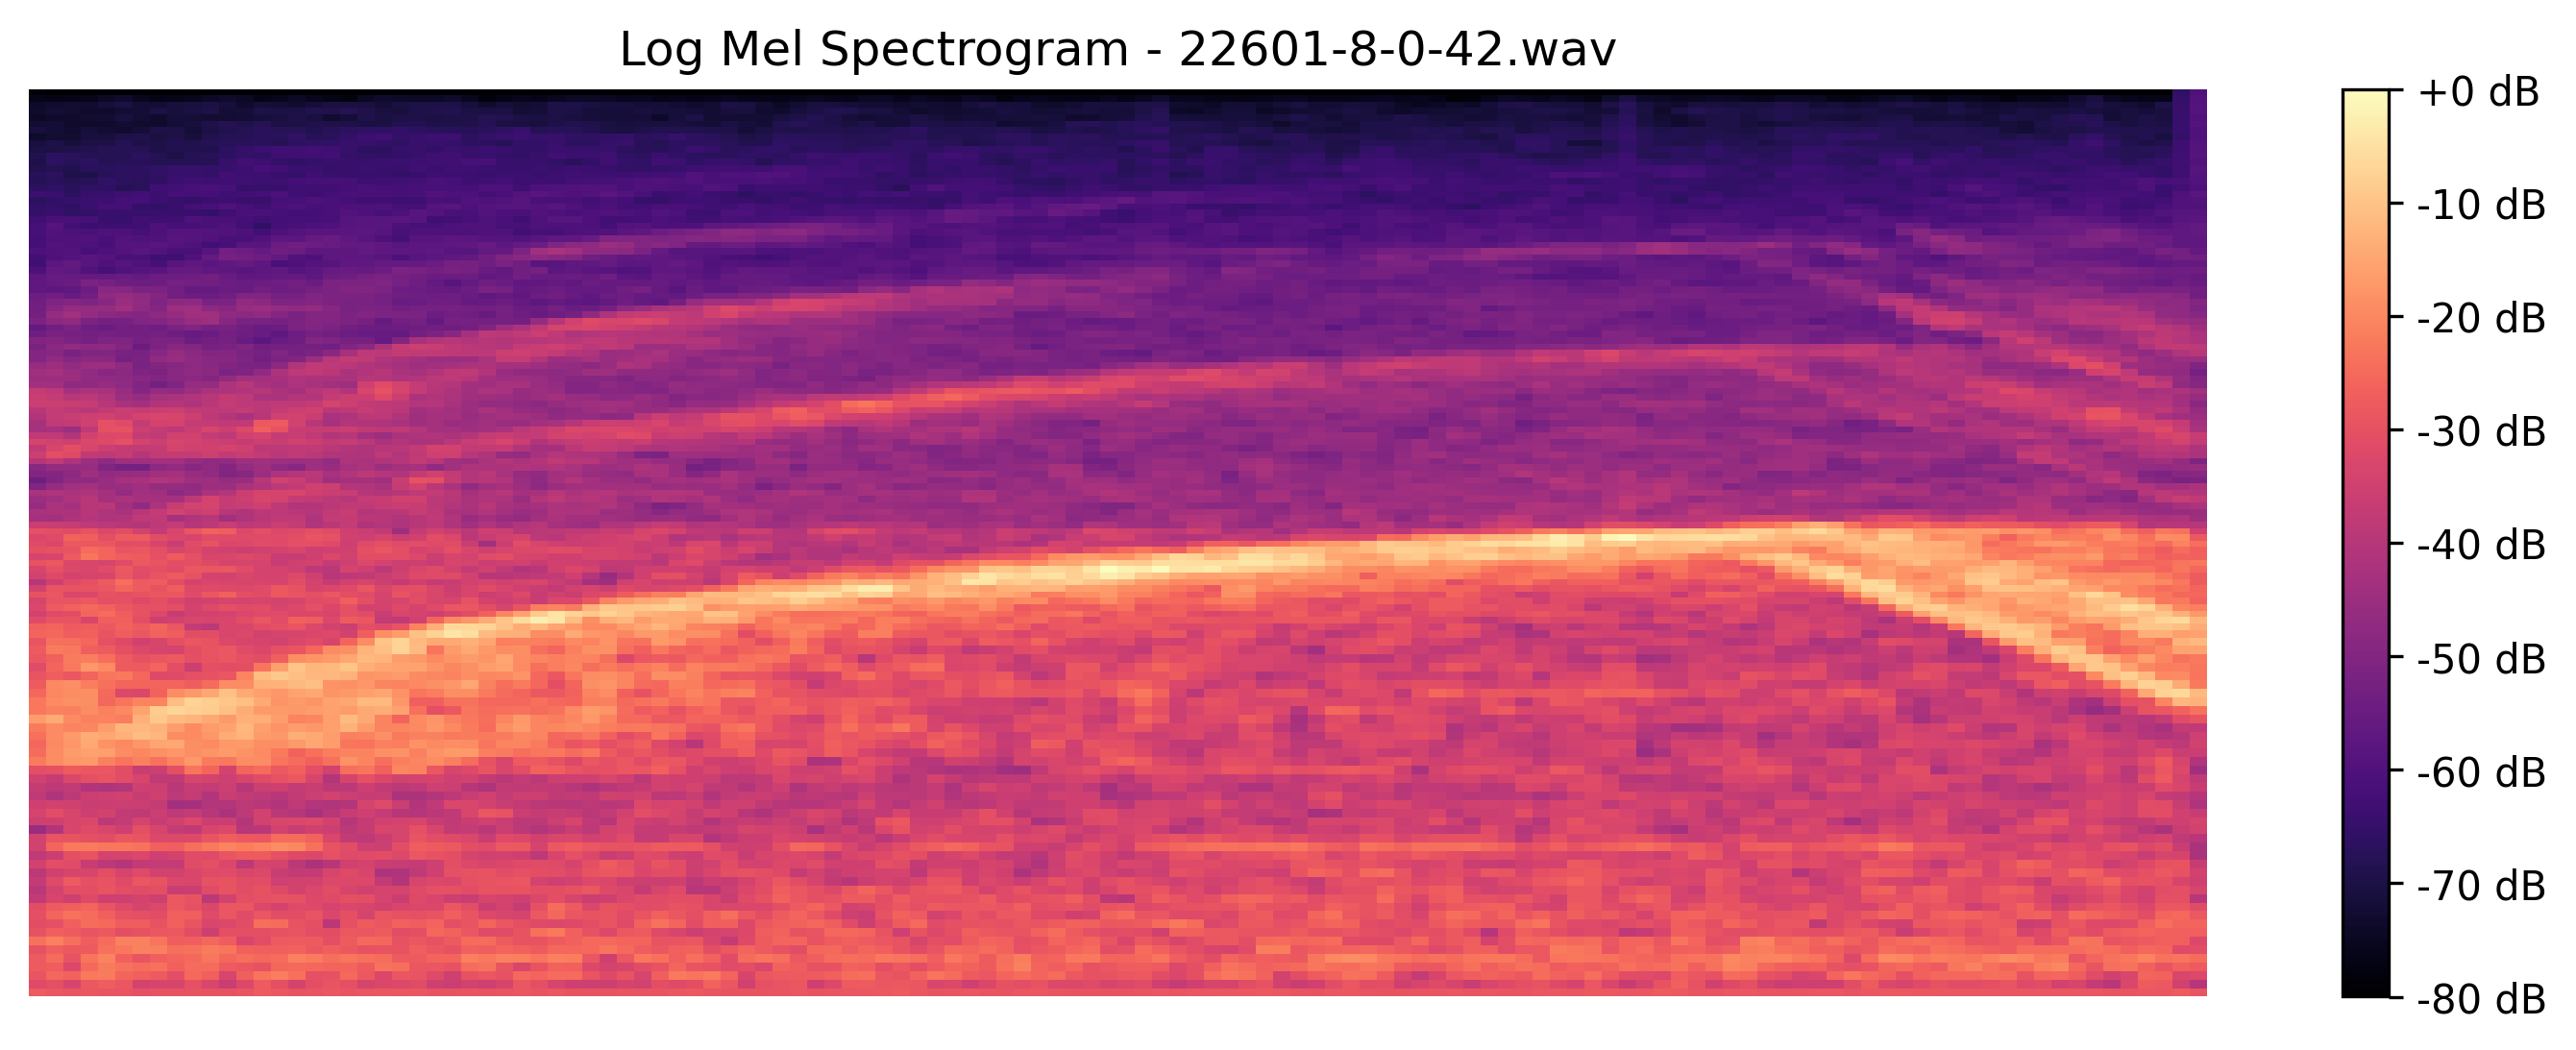 Log Mel Spectrogram - 22601-8-0-42.wav
+0 dB
-10 dB
-20 dB
-30 dB
-40 dB
-50 dB
-60 dB
-70 dB
-80 dB